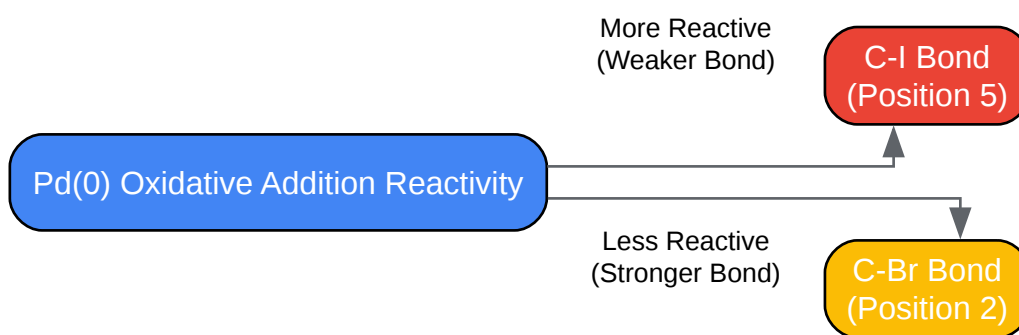 More Reactive
(Weaker Bond)
C-I Bond
(Position 5)
Pd(0) Oxidative Addition Reactivity
Less Reactive
(Stronger Bond)
C-Br Bond
(Position 2)